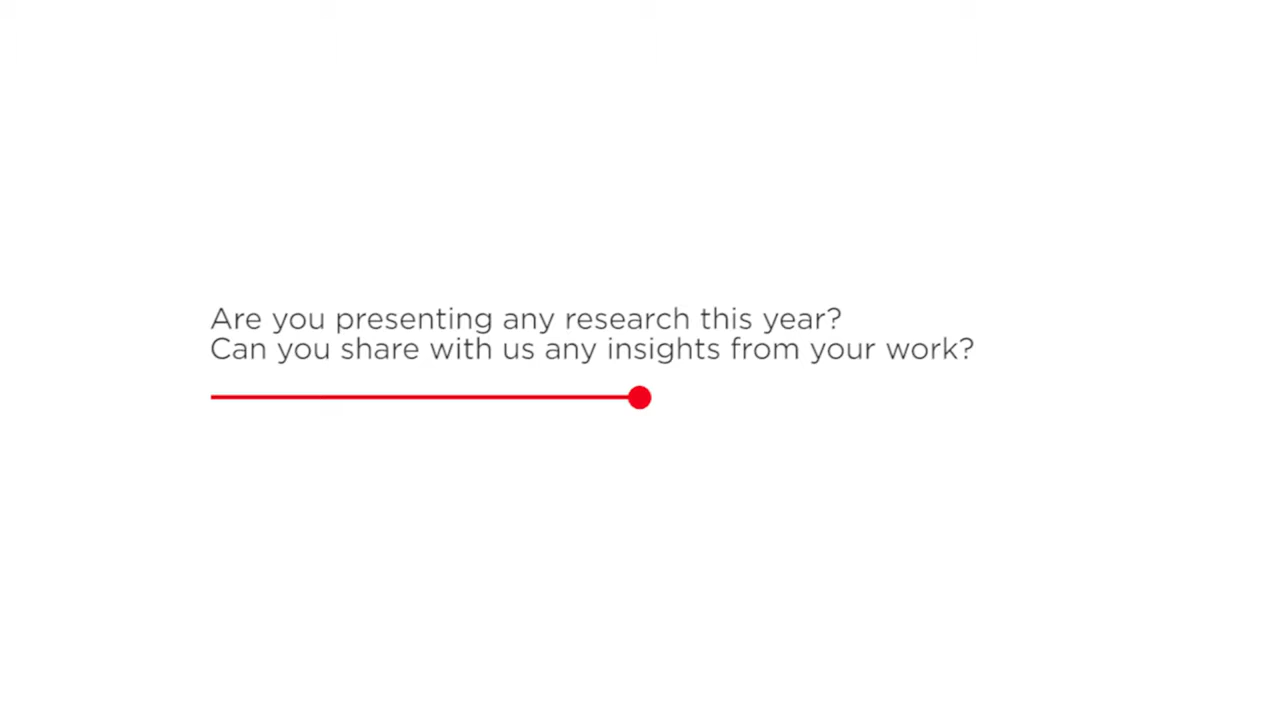 Are you presenting any research this year?
Can you share with us any insights from your work?